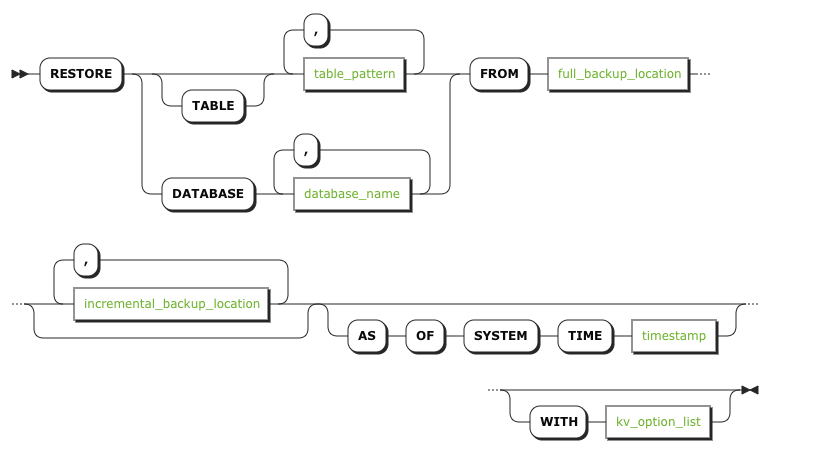 ,
RESTORE table_pattern FROM full_backup_location
TABLE
,
DATABASE database_name
,
incremental_backup_location
AS OF SYSTEM TIME timestamp
WITH kv_option_list